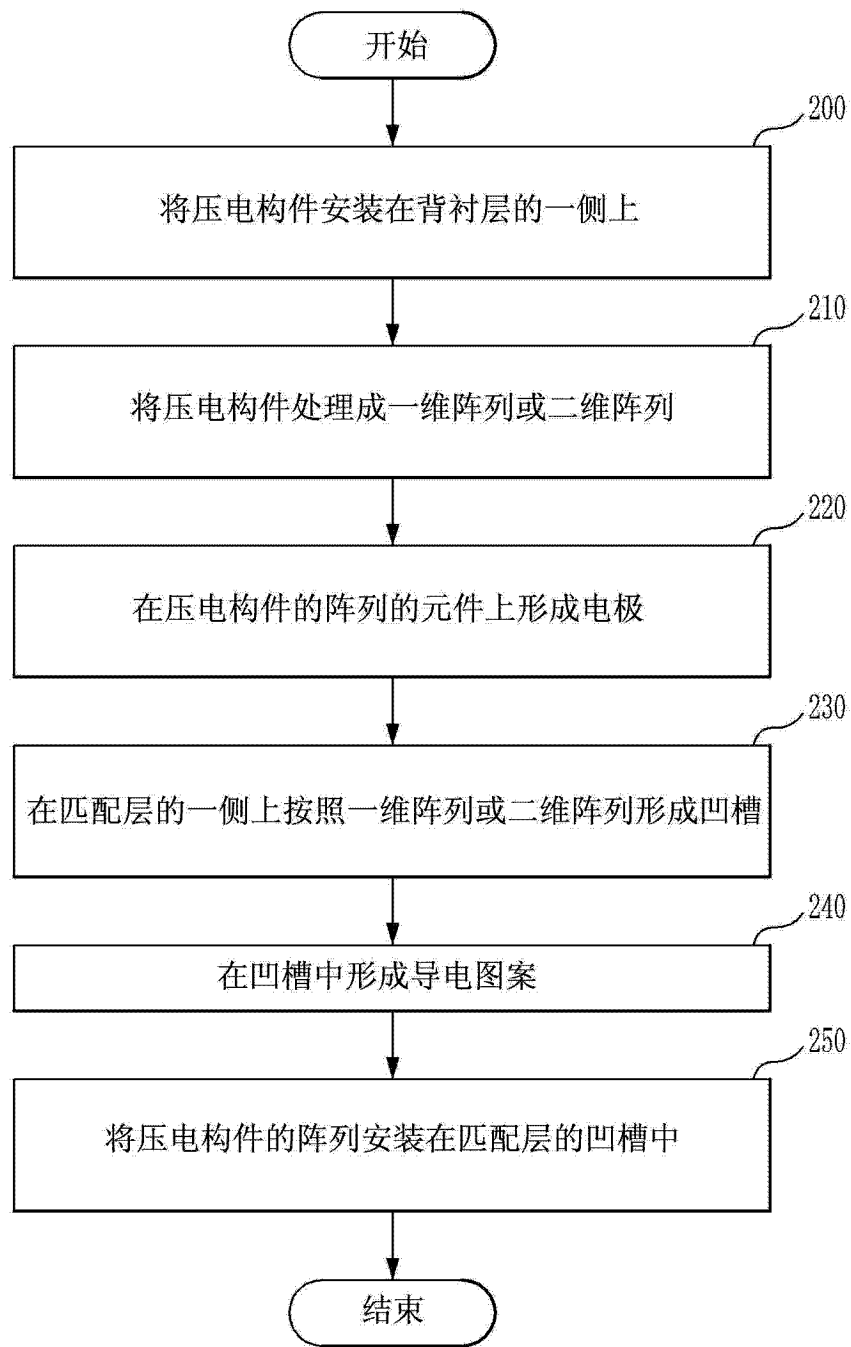 开始
200
将压电构件安装在背衬层的一侧上
210
将压电构件处理成一维阵列或二维阵列
220
在压电构件的阵列的元件上形成电极
230
在匹配层的一侧上按照一维阵列或二维阵列形成凹槽
240
在凹槽中形成导电图案
250
将压电构件的阵列安装在匹配层的凹槽中
结束